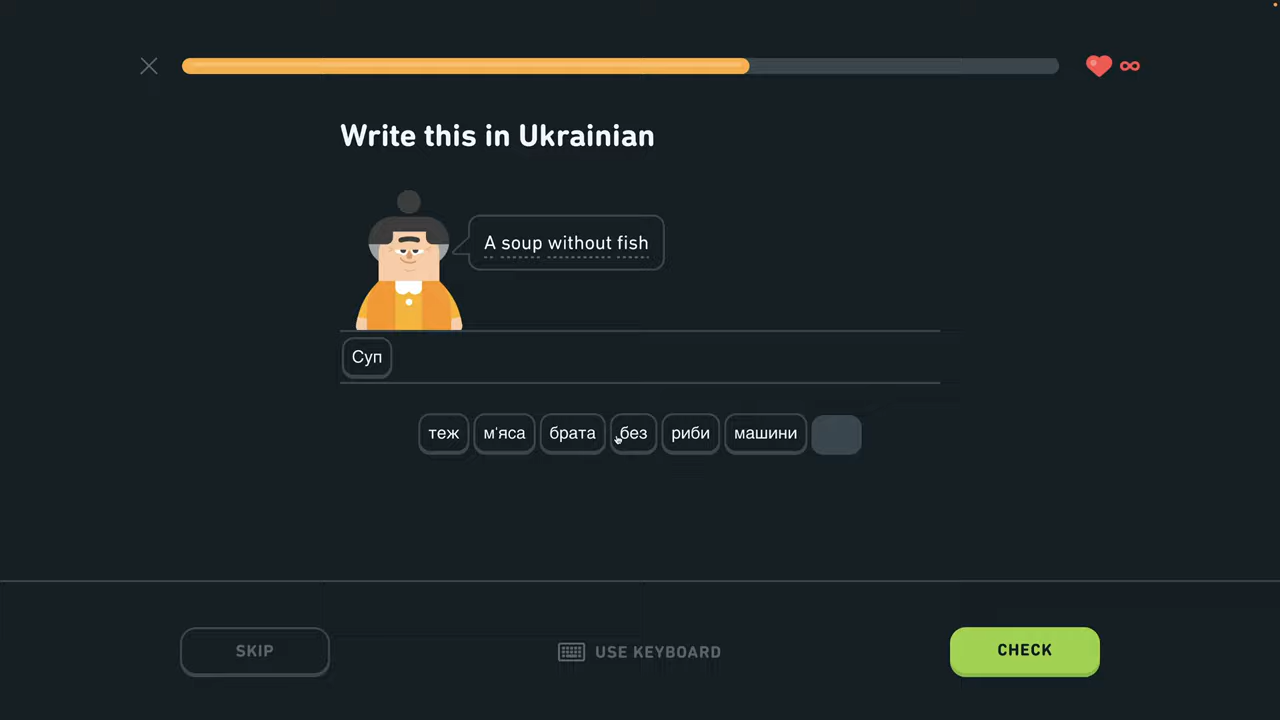 ∞
Write this in Ukrainian
A soup without fish
Суп
теж м'яса брата без риби машини
SKIP USE KEYBOARD CHECK